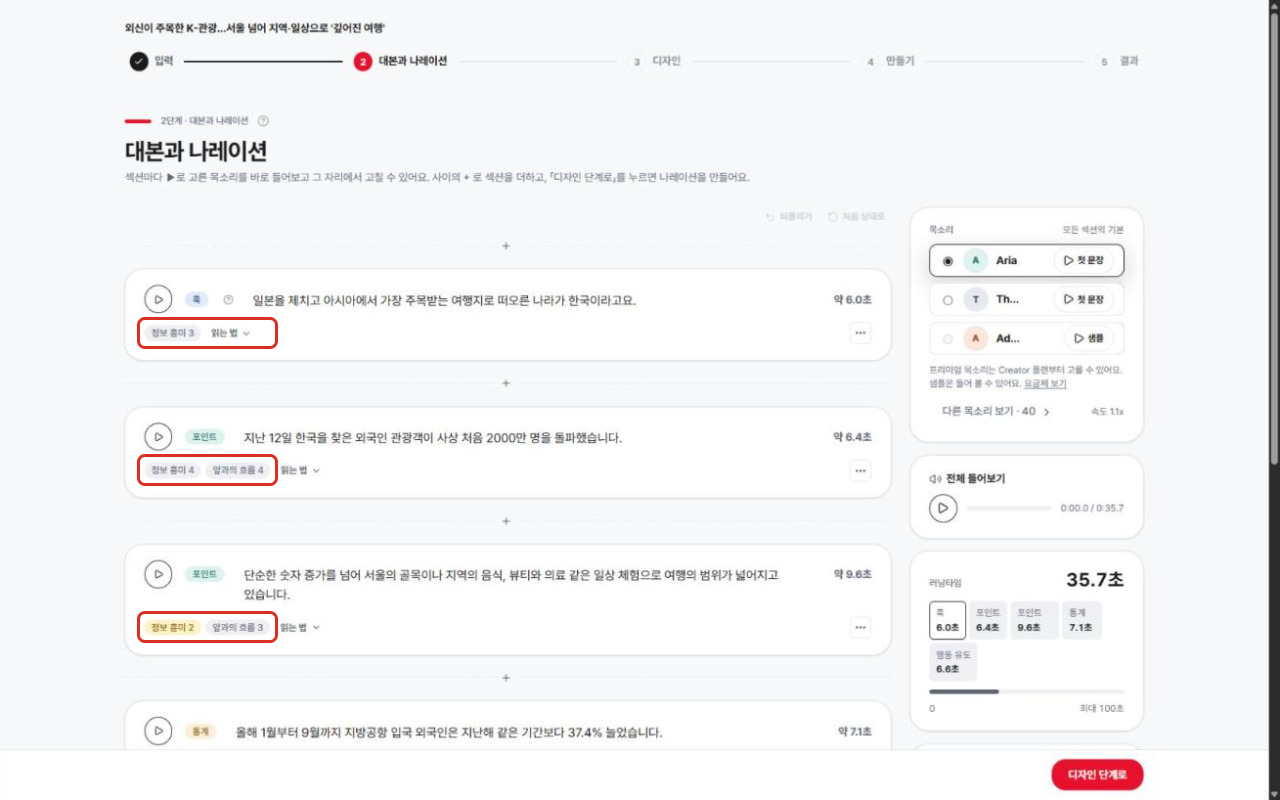 외신이 주목한 K-관광...서울 넘어 지역·일상으로 '깊어진 여행'
입력
2 대본과 나레이션
3 디자인
4 만들기
5 결과
2단계 · 대본과 나레이션
대본과 나레이션
섹션마다 ▶로 고른 목소리를 바로 들어보고 그 자리에서 고칠 수 있어요. 사이의 + 로 섹션을 더하고, 「디자인 단계로」를 누르면 나레이션을 만들어요.
되돌리기 처음 상태로
+
훅 일본을 제치고 아시아에서 가장 주목받는 여행지로 떠오른 나라가 한국이라고요. 약 6.0초
정보 흥미 3 읽는 법
+
포인트 지난 12일 한국을 찾은 외국인 관광객이 사상 처음 2000만 명을 돌파했습니다. 약 6.4초
정보 흥미 4 앞과의 흐름 4 읽는 법
+
포인트 단순한 숫자 증가를 넘어 서울의 골목이나 지역의 음식, 뷰티와 의료 같은 일상 체험으로 여행의 범위가 넓어지고 약 9.6초
있습니다.
정보 흥미 2 앞과의 흐름 3 읽는 법
+
통계 올해 1월부터 9월까지 지방공항 입국 외국인은 지난해 같은 기간보다 37.4% 늘었습니다. 약 7.1초
목소리 모든 섹션의 기본
A Aria 첫 문장
T Th... 첫 문장
A Ad... 샘플
프리미엄 목소리는 Creator 플랜부터 고를 수 있어요.
샘플은 들어 볼 수 있어요. 요금제 보기
다른 목소리 보기 · 40 속도 1.1x
전체 들어보기
0:00.0 / 0:35.7
러닝타임 35.7초
훅 포인트 포인트 통계
6.0초 6.4초 9.6초 7.1초
행동 유도
6.6초
0 최대 100초
디자인 단계로